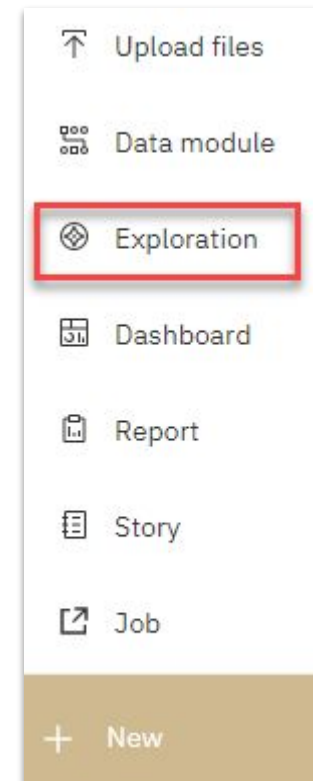 Upload files
Data module
Exploration
Dashboard
Report
Story
Job
+ New